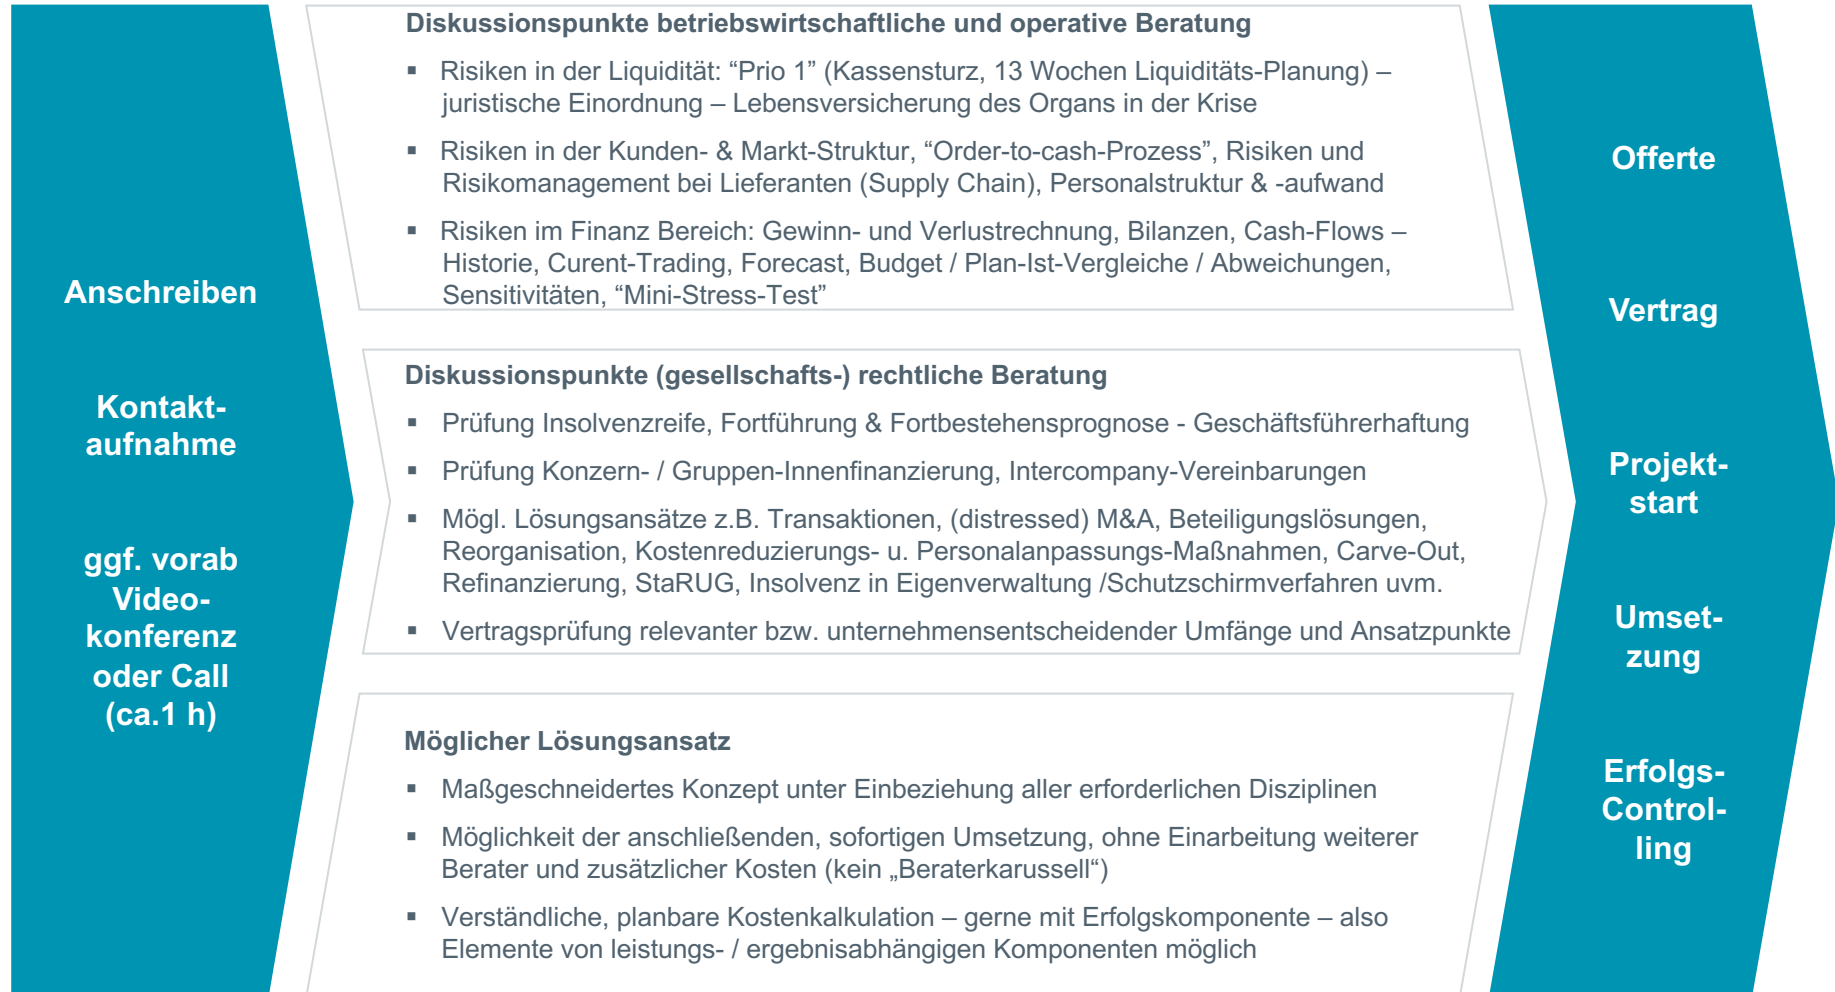 Anschreiben
Kontakt-
aufnahme
ggf. vorab
Video-
konferenz
oder Call
(ca.1 h)
Diskussionspunkte betriebswirtschaftliche und operative Beratung
▪ Risiken in der Liquidität: “Prio 1” (Kassensturz, 13 Wochen Liquiditäts-Planung) –
juristische Einordnung – Lebensversicherung des Organs in der Krise
▪ Risiken in der Kunden- & Markt-Struktur, “Order-to-cash-Prozess”, Risiken und
Risikomanagement bei Lieferanten (Supply Chain), Personalstruktur & -aufwand
▪ Risiken im Finanz Bereich: Gewinn- und Verlustrechnung, Bilanzen, Cash-Flows –
Historie, Curent-Trading, Forecast, Budget / Plan-Ist-Vergleiche / Abweichungen,
Sensitivitäten, “Mini-Stress-Test”
Diskussionspunkte (gesellschafts-) rechtliche Beratung
▪ Prüfung Insolvenzreife, Fortführung & Fortbestehensprognose - Geschäftsführerhaftung
▪ Prüfung Konzern- / Gruppen-Innenfinanzierung, Intercompany-Vereinbarungen
▪ Mögl. Lösungsansätze z.B. Transaktionen, (distressed) M&A, Beteiligungslösungen,
Reorganisation, Kostenreduzierungs- u. Personalanpassungs-Maßnahmen, Carve-Out,
Refinanzierung, StaRUG, Insolvenz in Eigenverwaltung /Schutzschirmverfahren uvm.
▪ Vertragsprüfung relevanter bzw. unternehmensentscheidender Umfänge und Ansatzpunkte
Möglicher Lösungsansatz
▪ Maßgeschneidertes Konzept unter Einbeziehung aller erforderlichen Disziplinen
▪ Möglichkeit der anschließenden, sofortigen Umsetzung, ohne Einarbeitung weiterer
Berater und zusätzlicher Kosten (kein „Beraterkarussell“)
▪ Verständliche, planbare Kostenkalkulation – gerne mit Erfolgskomponente – also
Elemente von leistungs- / ergebnisabhängigen Komponenten möglich
Offerte
Vertrag
Projekt-
start
Umset-
zung
Erfolgs-
Control-
ling